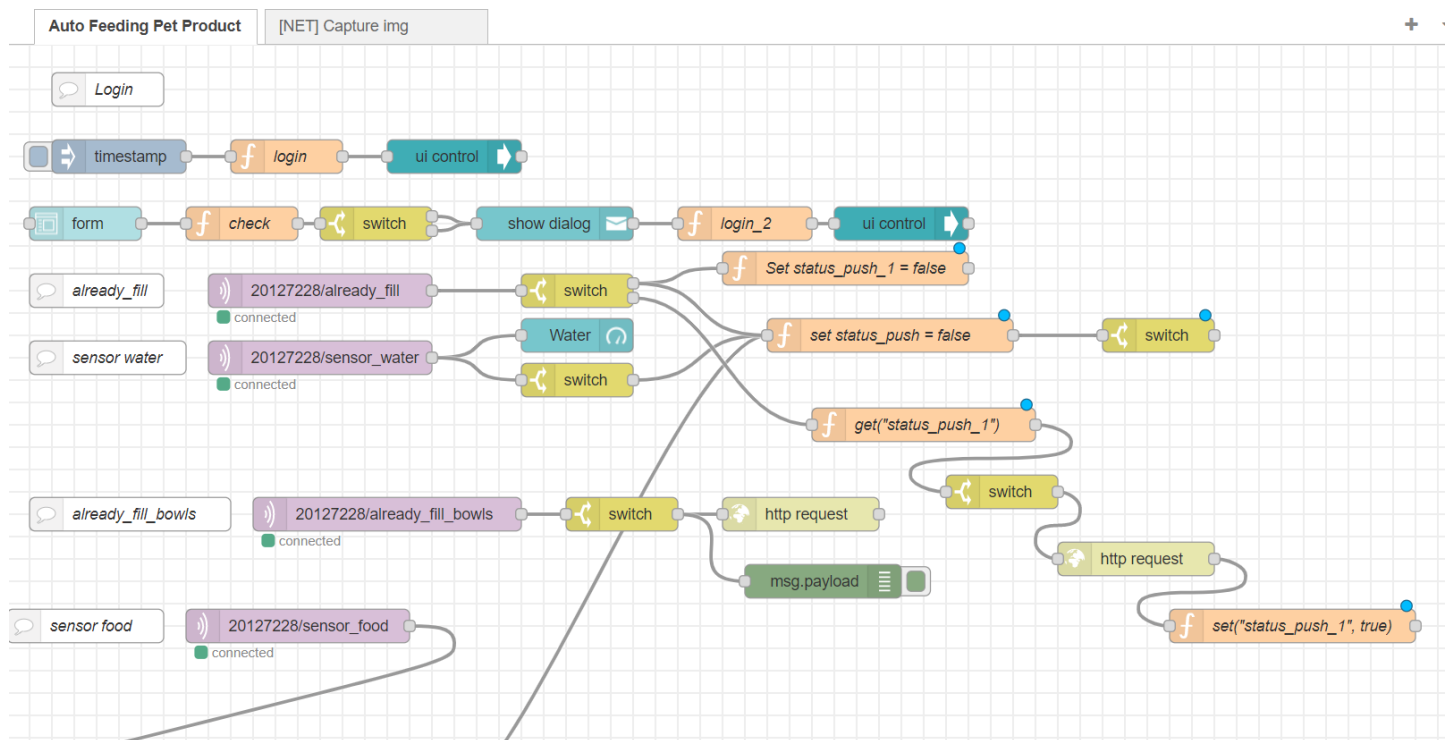 Auto Feeding Pet Product
[NET] Capture img
Login
timestamp
login
ui control
form
check
switch
show dialog
login_2
ui control
Set status_push_1 = false
already_fill
20127228/already_fill
switch
connected
Water
set status_push = false
switch
sensor water
20127228/sensor_water
switch
connected
get("status_push_1")
switch
already_fill_bowls
20127228/already_fill_bowls
switch
http request
connected
http request
msg.payload
sensor food
20127228/sensor_food
set("status_push_1", true)
connected